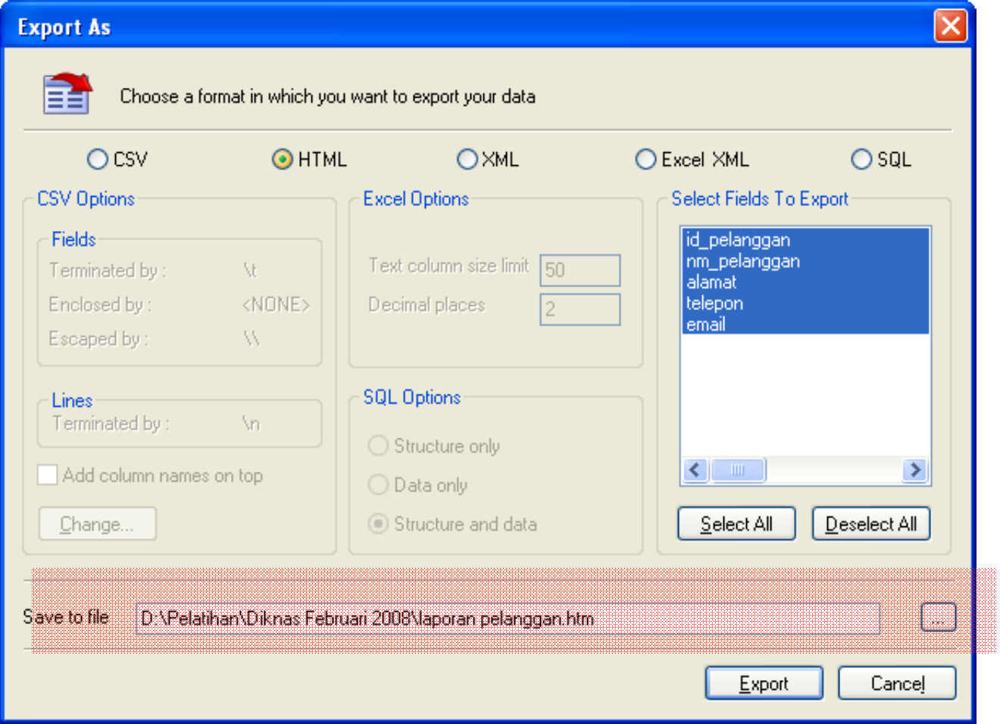 Export As
Choose a format in which you want to export your data
CSV HTML XML Excel XML SQL
CSV Options
Fields
Terminated by : \t
Enclosed by : <NONE>
Escaped by : \\
Lines
Terminated by : \n
Add column names on top
Change...
Excel Options
Text column size limit 50
Decimal places 2
SQL Options
Structure only
Data only
Structure and data
Select Fields To Export
id_pelanggan
nm_pelanggan
alamat
telepon
email
Select All Deselect All
Save to file D:\Pelatihan\Diknas Februari 2008\laporan pelanggan.htm ...
Export Cancel